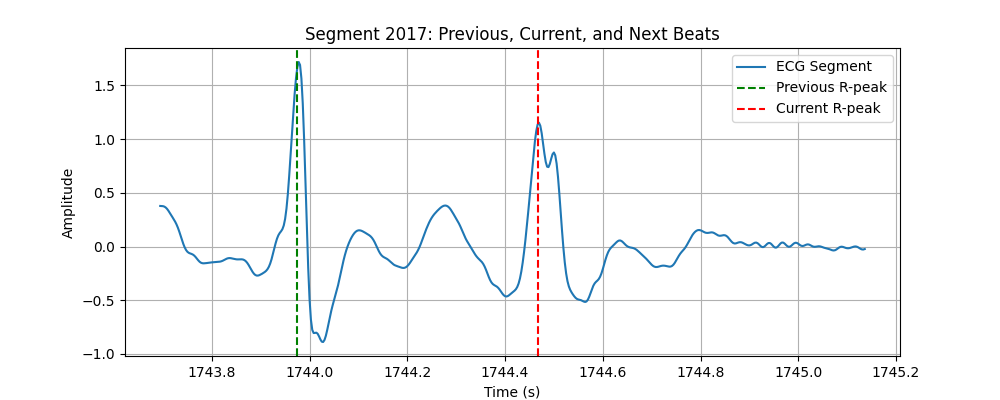 Segment 2017: Previous, Current, and Next Beats
ECG Segment
Previous R-peak
Current R-peak
Amplitude
1.5
1.0
0.5
0.0
−0.5
−1.0
1743.8 1744.0 1744.2 1744.4 1744.6 1744.8 1745.0 1745.2
Time (s)